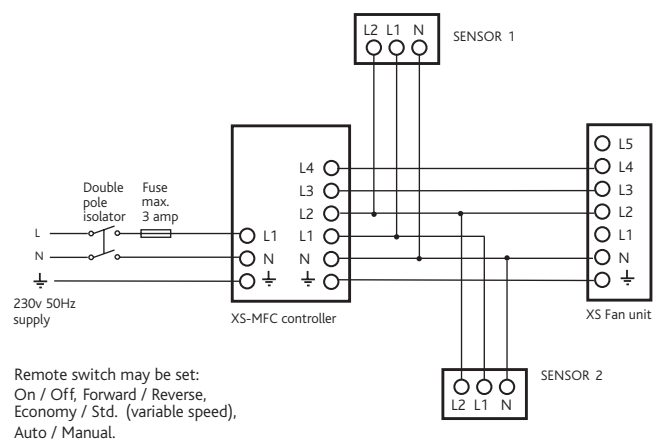 L2 L1 N
SENSOR 1
L5
L4
L4
L3
L3
L2
L2
L1
L1
L1
N
N
N
Double
pole
isolator
Fuse
max.
3 amp
L
N
230v 50Hz
supply
XS-MFC controller
XS Fan unit
SENSOR 2
L2 L1 N
Remote switch may be set:
On / Off, Forward / Reverse,
Economy / Std. (variable speed),
Auto / Manual.